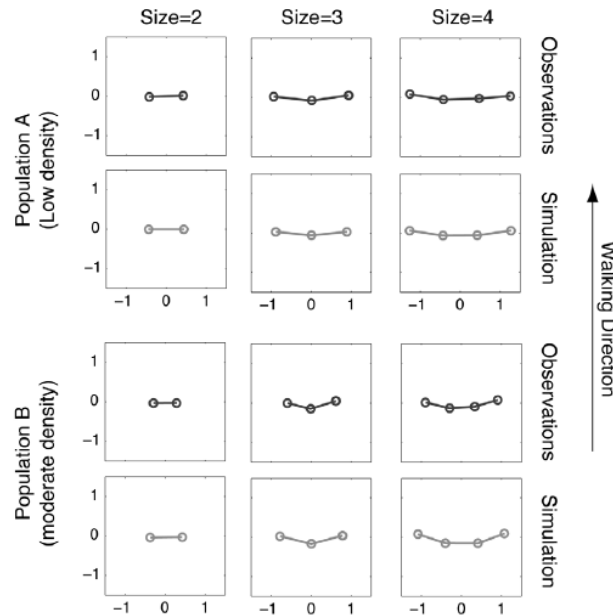 Size=2 Size=3 Size=4
Population A
(Low density)
1
0
−1
Observations
1
0
−1
Simulation
−1 0 1 −1 0 1 −1 0 1
Walking Direction
Population B
(moderate density)
1
0
−1
Observations
1
0
−1
Simulation
−1 0 1 −1 0 1 −1 0 1